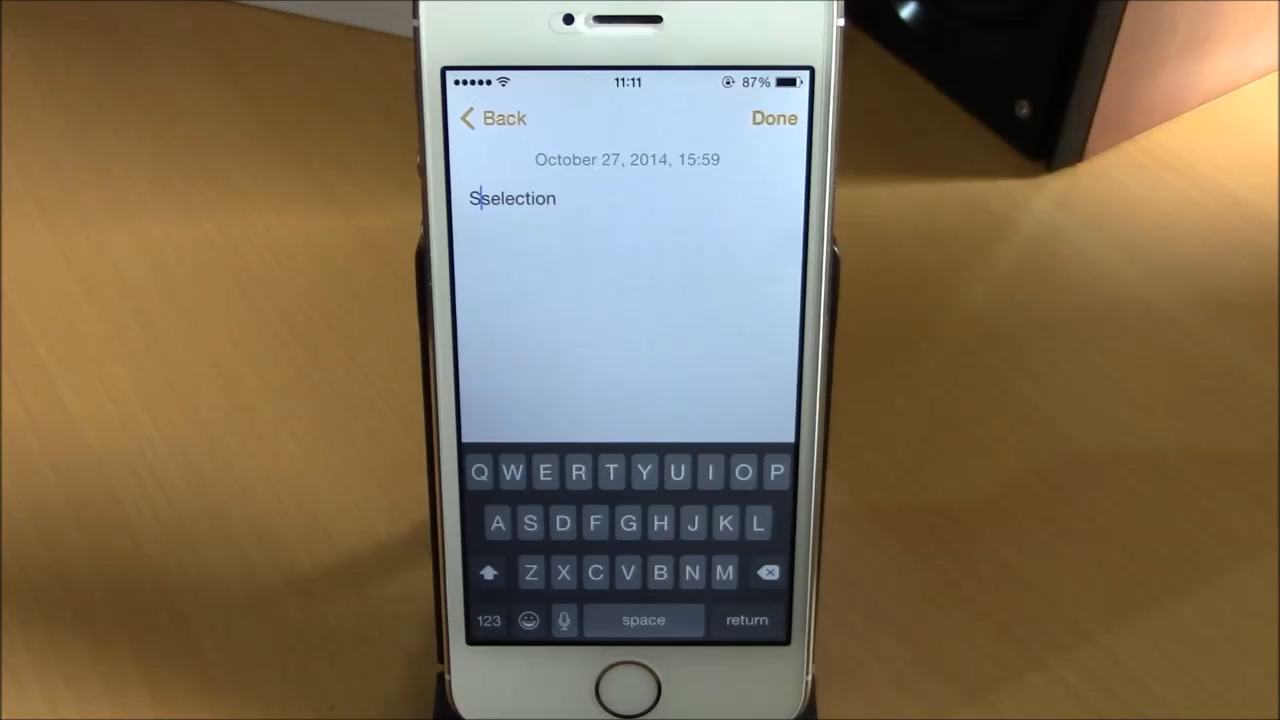 11:11 87%
Back Done
October 27, 2014, 15:59
Sselection
Q W E R T Y U I O P
A S D F G H J K L
Z X C V B N M
123 space return